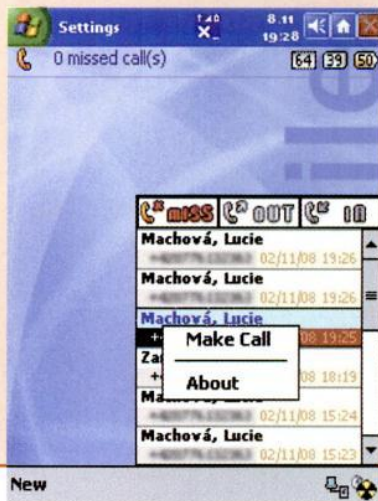 Settings 1.40 8.11 19:28
0 missed call(s) 64 39 50
MISS OUT IN
Machová, Lucie
02/11/08 19:26
Machová, Lucie
02/11/08 19:26
Machová, Lucie
08 19:25
Make Call
08 18:19
About
02/11/08 15:24
Machová, Lucie
02/11/08 15:23
New